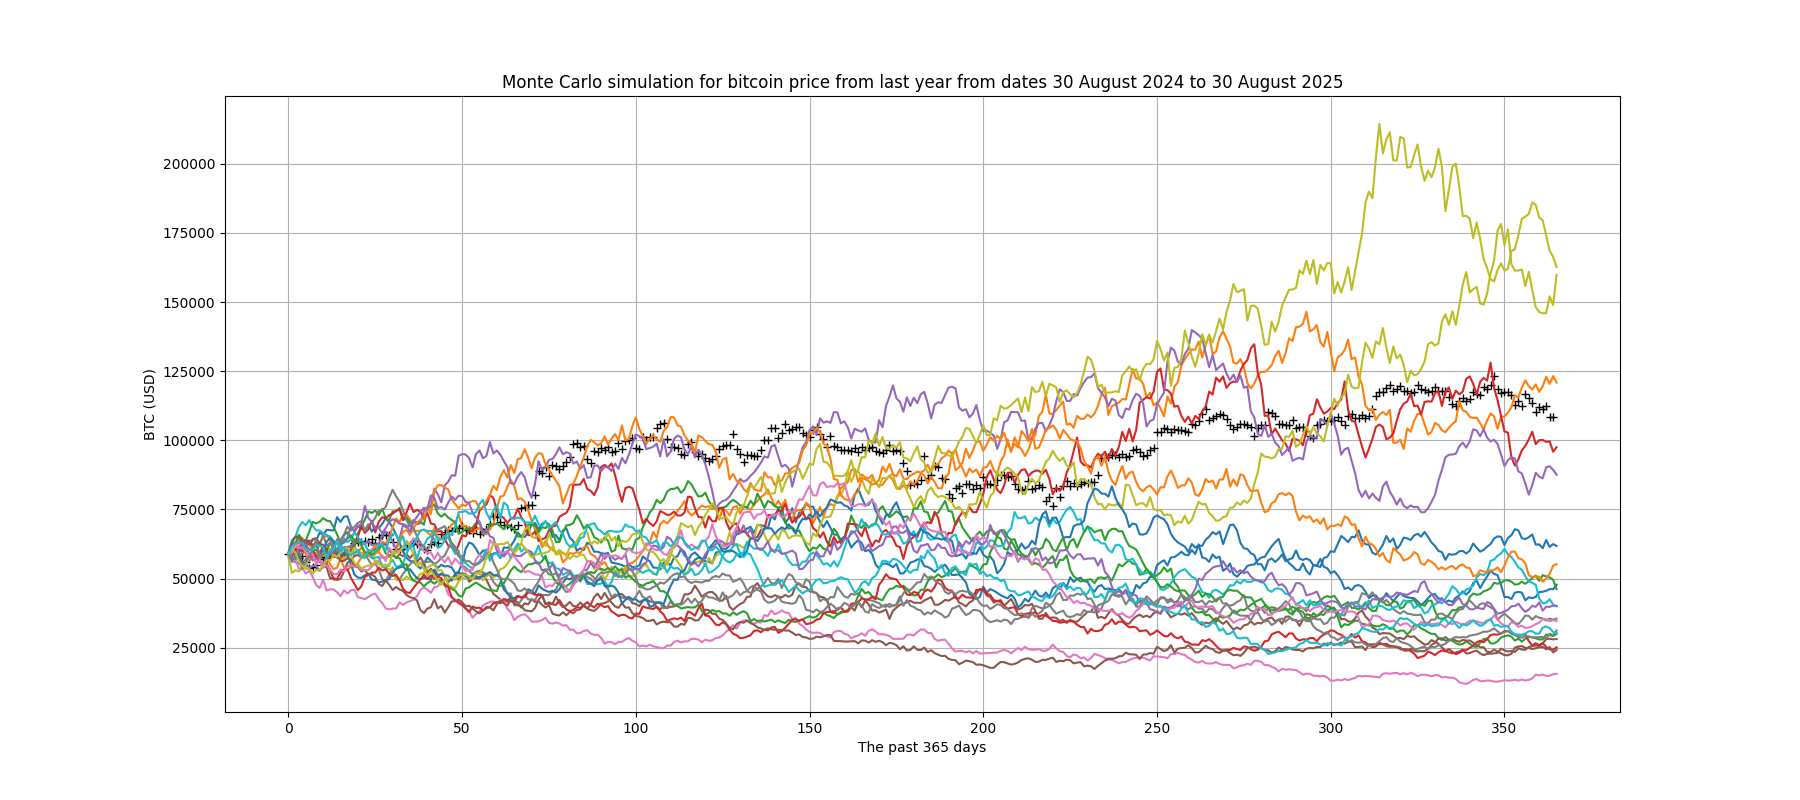 Monte Carlo simulation for bitcoin price from last year from dates 30 August 2024 to 30 August 2025
BTC (USD)
200000
175000
150000
125000
100000
75000
50000
25000
0 50 100 150 200 250 300 350
The past 365 days